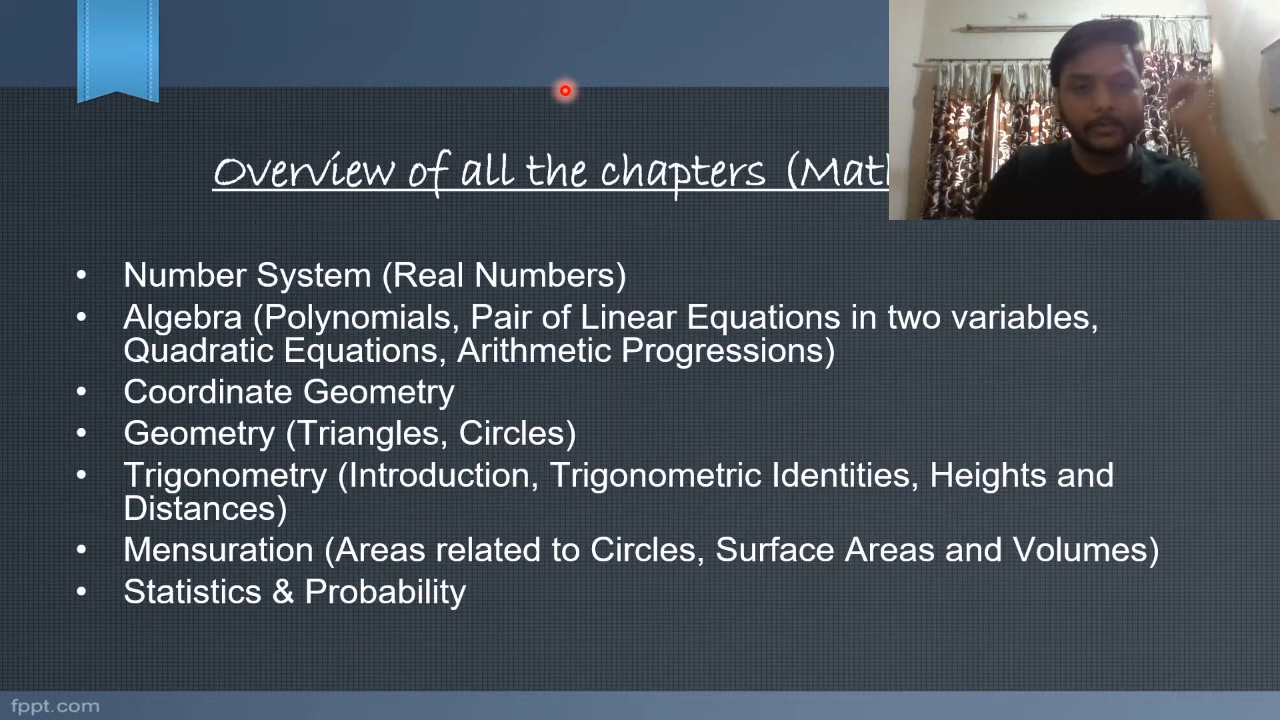 Overview of all the chapters (Mat
• Number System (Real Numbers)
• Algebra (Polynomials, Pair of Linear Equations in two variables,
Quadratic Equations, Arithmetic Progressions)
• Coordinate Geometry
• Geometry (Triangles, Circles)
• Trigonometry (Introduction, Trigonometric Identities, Heights and
Distances)
• Mensuration (Areas related to Circles, Surface Areas and Volumes)
• Statistics & Probability
fppt.com